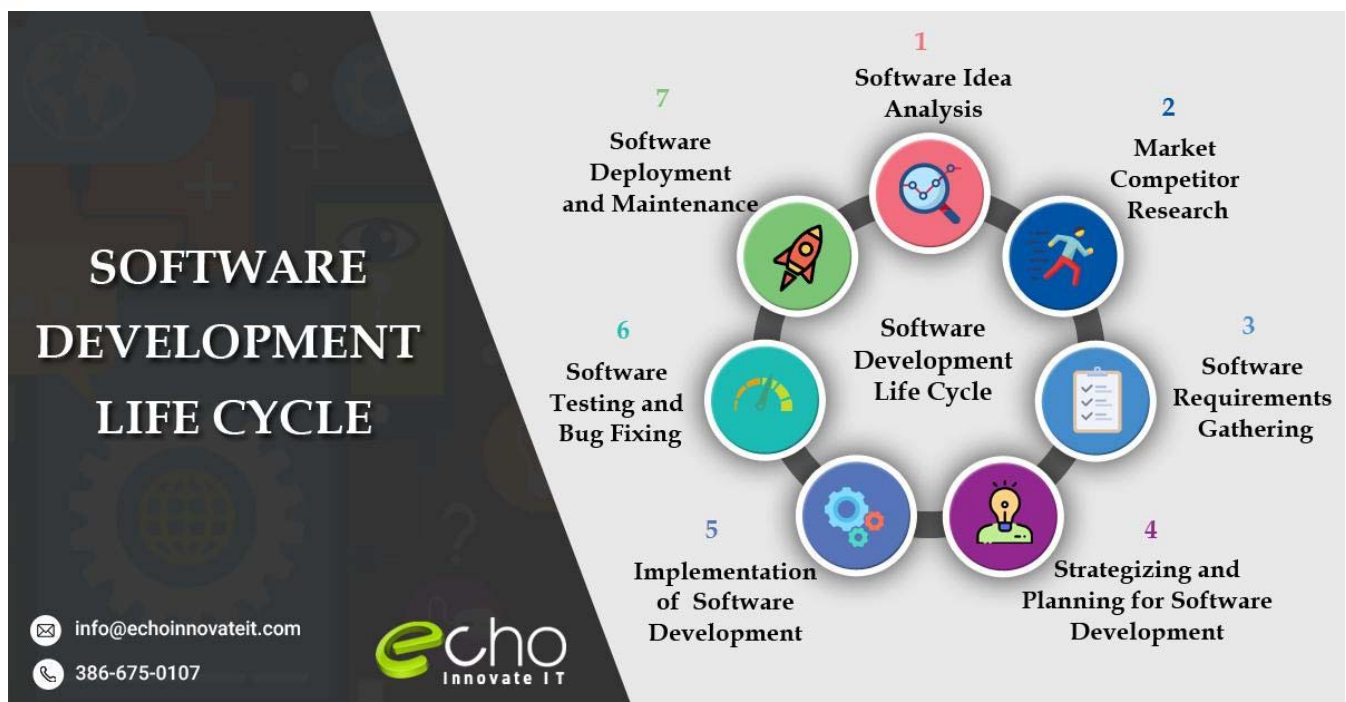 SOFTWARE
DEVELOPMENT
LIFE CYCLE
info@echoinnovateit.com
386-675-0107
echo
Innovate IT
1
Software Idea
Analysis
2
Market
Competitor
Research
3
Software
Requirements
Gathering
4
Strategizing and
Planning for Software
Development
5
Implementation
of Software
Development
6
Software
Testing and
Bug Fixing
7
Software
Deployment
and Maintenance
Software
Development
Life Cycle